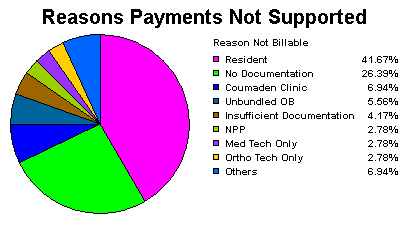 Reasons Payments Not Supported
Reason Not Billable
Resident 41.67%
No Documentation 26.39%
Coumaden Clinic 6.94%
Unbundled OB 5.56%
Insufficient Documentation 4.17%
NPP 2.78%
Med Tech Only 2.78%
Ortho Tech Only 2.78%
Others 6.94%